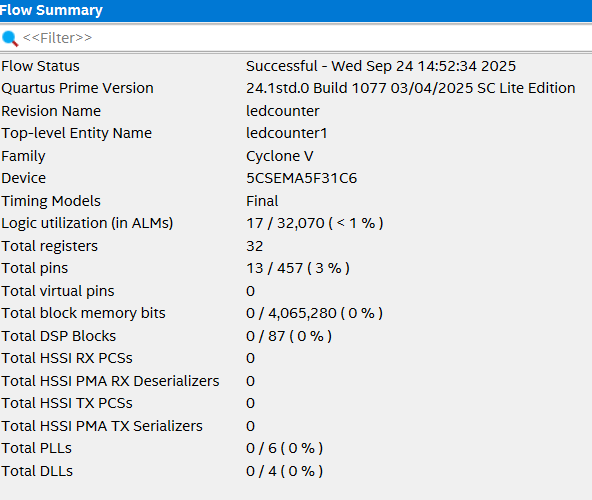 Flow Summary
<<Filter>>
Flow Status Successful - Wed Sep 24 14:52:34 2025
Quartus Prime Version 24.1std.0 Build 1077 03/04/2025 SC Lite Edition
Revision Name ledcounter
Top-level Entity Name ledcounter1
Family Cyclone V
Device 5CSEMA5F31C6
Timing Models Final
Logic utilization (in ALMs) 17 / 32,070 ( < 1 % )
Total registers 32
Total pins 13 / 457 ( 3 % )
Total virtual pins 0
Total block memory bits 0 / 4,065,280 ( 0 % )
Total DSP Blocks 0 / 87 ( 0 % )
Total HSSI RX PCSs 0
Total HSSI PMA RX Deserializers 0
Total HSSI TX PCSs 0
Total HSSI PMA TX Serializers 0
Total PLLs 0 / 6 ( 0 % )
Total DLLs 0 / 4 ( 0 % )